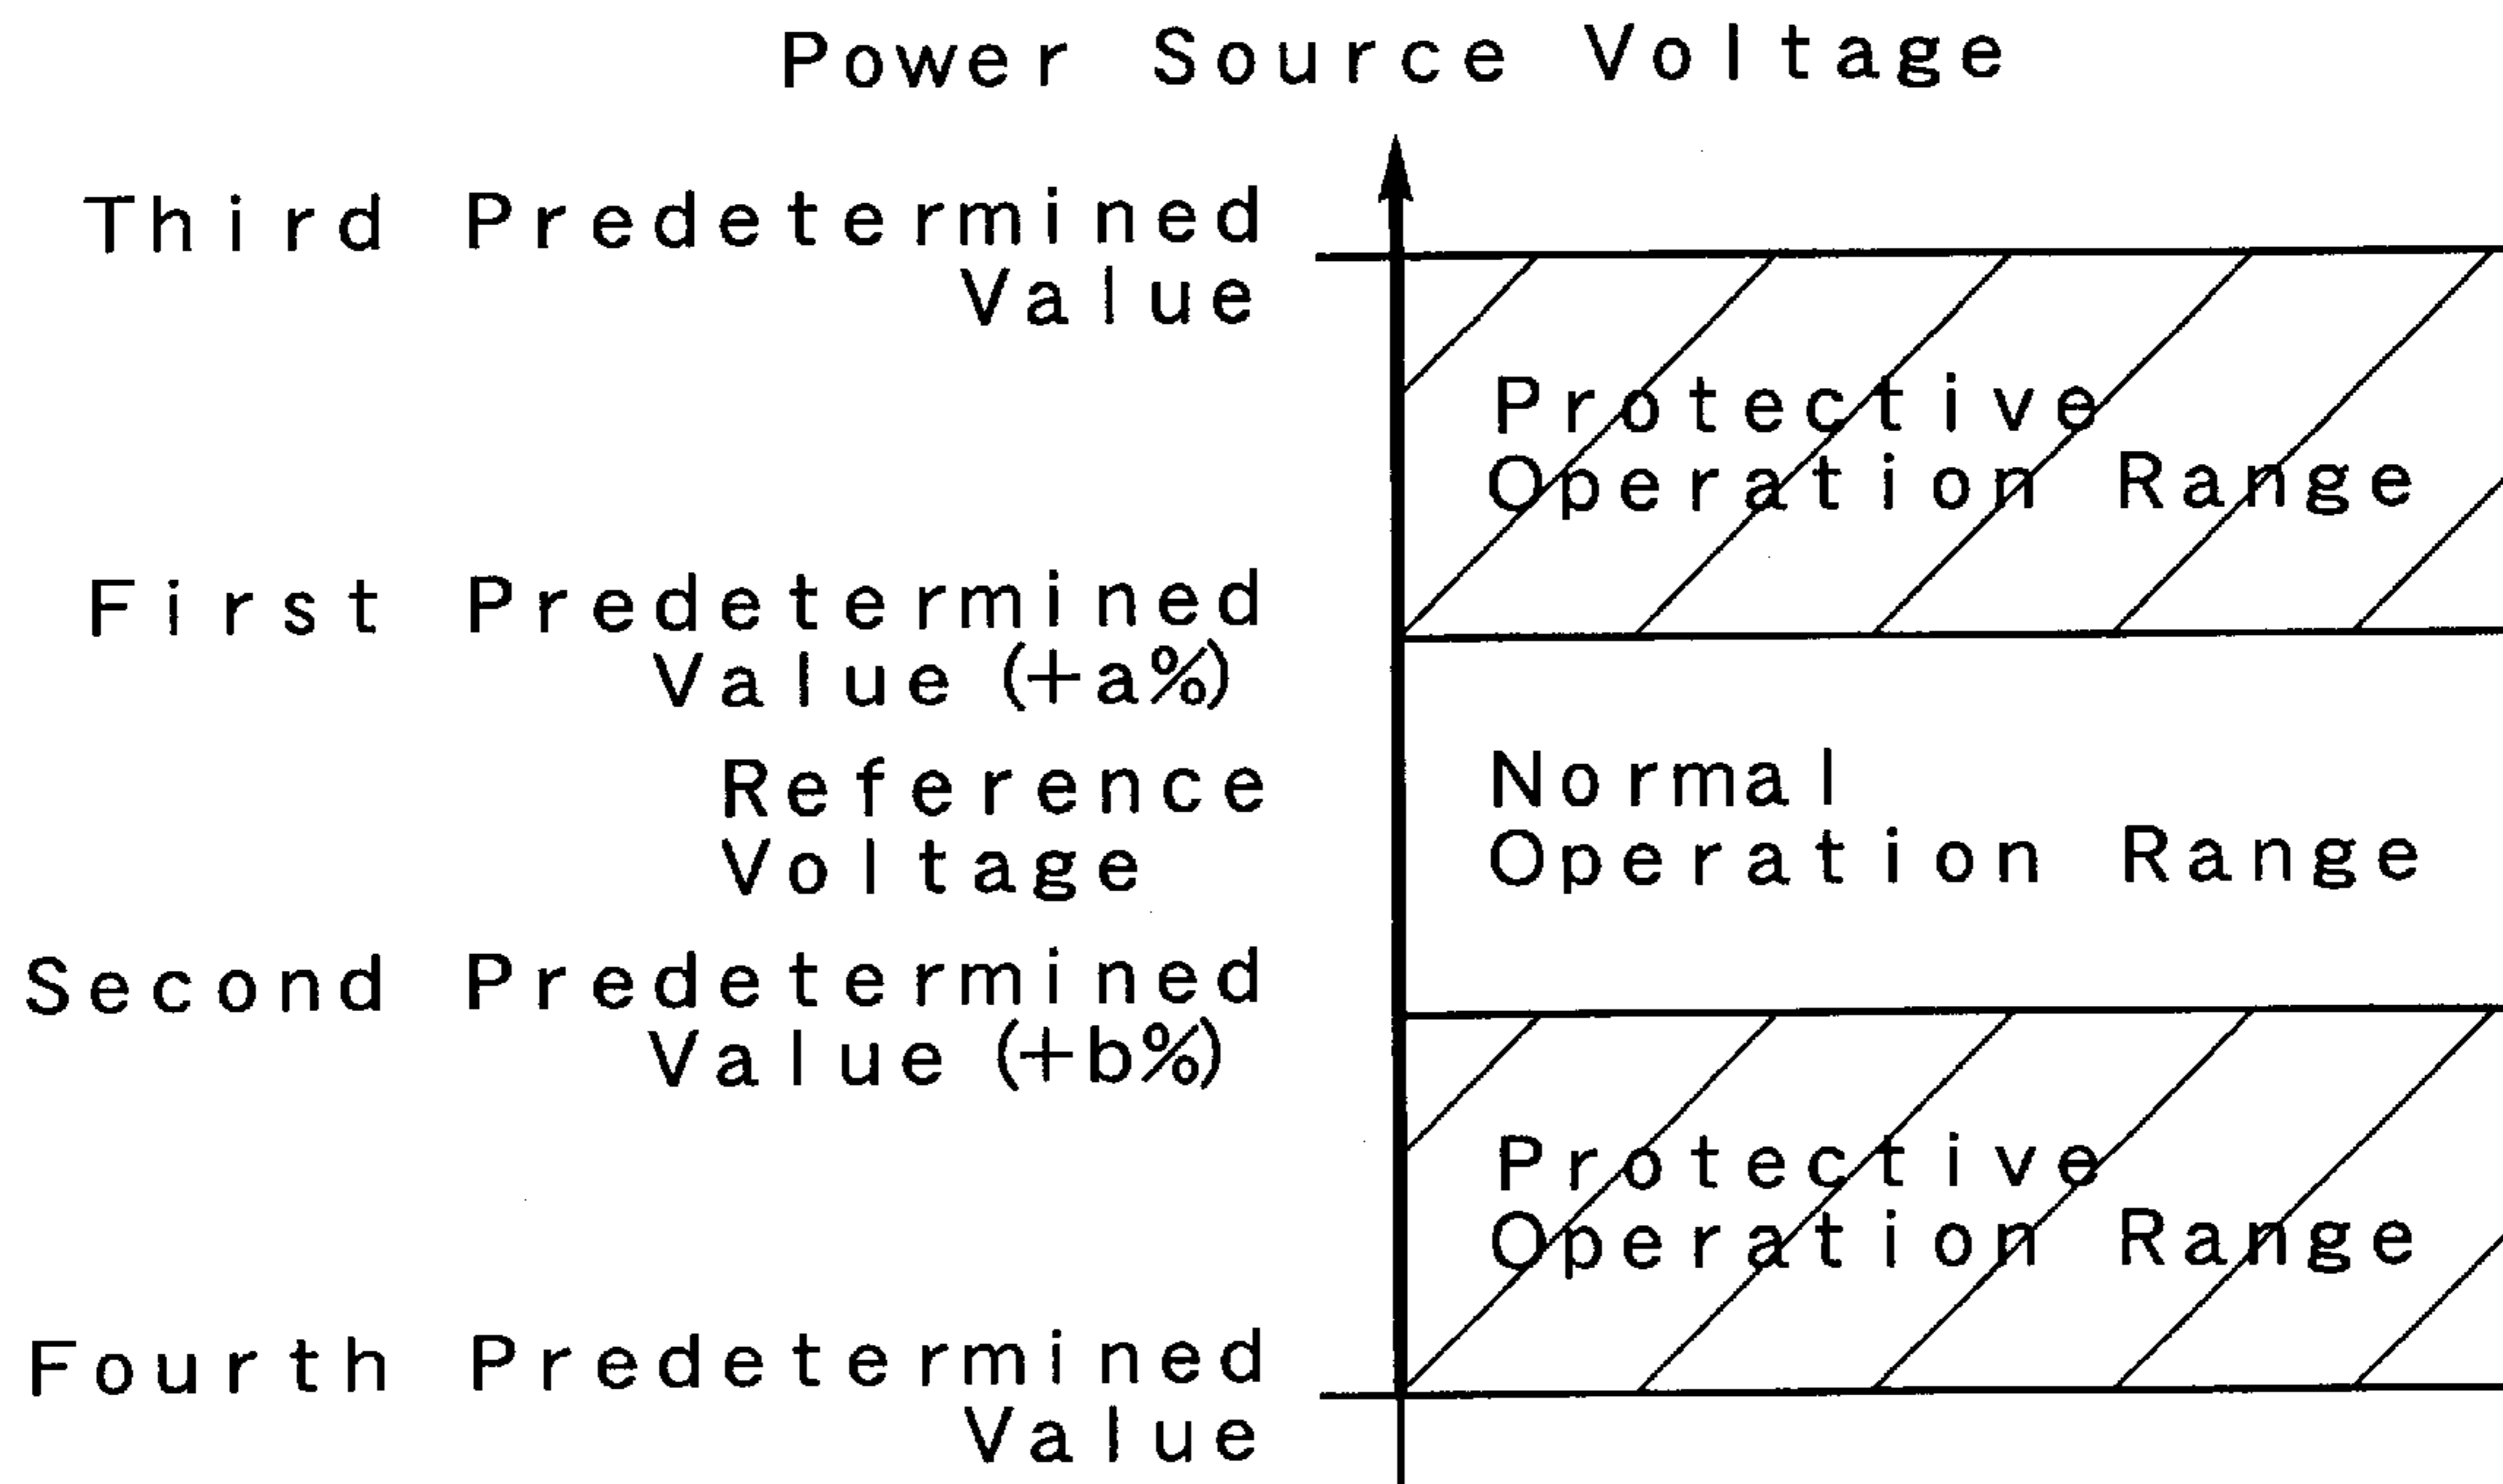 Power Source Voltage
Third Predetermined
Value
Protective
Operation Range
First Predetermined
Value (+a%)
Reference
Voltage
Normal
Operation Range
Second Predetermined
Value (+b%)
Protective
Operation Range
Fourth Predetermined
Value